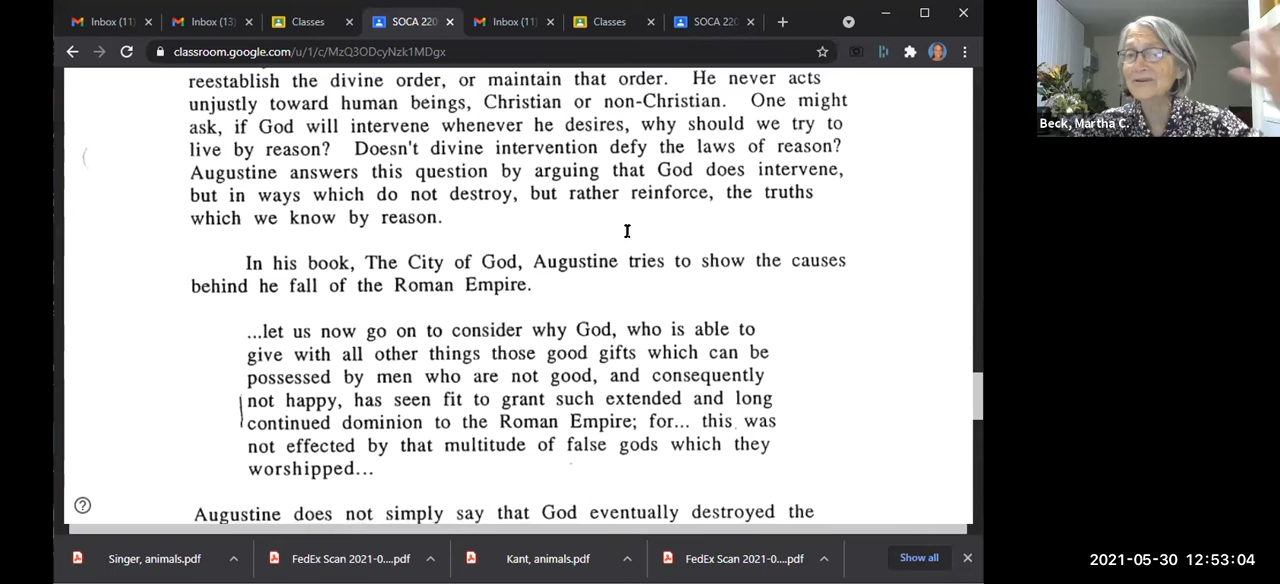 Inbox (11)
Inbox (13)
Classes
SOCA 220
Inbox (11)
Classes
SOCA 220
classroom.google.com/u/1/c/MzQ3ODcyNzk1MDgx
reestablish the divine order, or maintain that order. He never acts
unjustly toward human beings, Christian or non-Christian. One might
ask, if God will intervene whenever he desires, why should we try to
live by reason? Doesn't divine intervention defy the laws of reason?
Augustine answers this question by arguing that God does intervene,
but in ways which do not destroy, but rather reinforce, the truths
which we know by reason.
In his book, The City of God, Augustine tries to show the causes
behind he fall of the Roman Empire.
...let us now go on to consider why God, who is able to
give with all other things those good gifts which can be
possessed by men who are not good, and consequently
not happy, has seen fit to grant such extended and long
continued dominion to the Roman Empire; for... this was
not effected by that multitude of false gods which they
worshipped...
Augustine does not simply say that God eventually destroyed the
Singer, animals.pdf
FedEx Scan 2021-0....pdf
Kant, animals.pdf
FedEx Scan 2021-0....pdf
Show all
Beck, Martha C.
2021-05-30 12:53:04